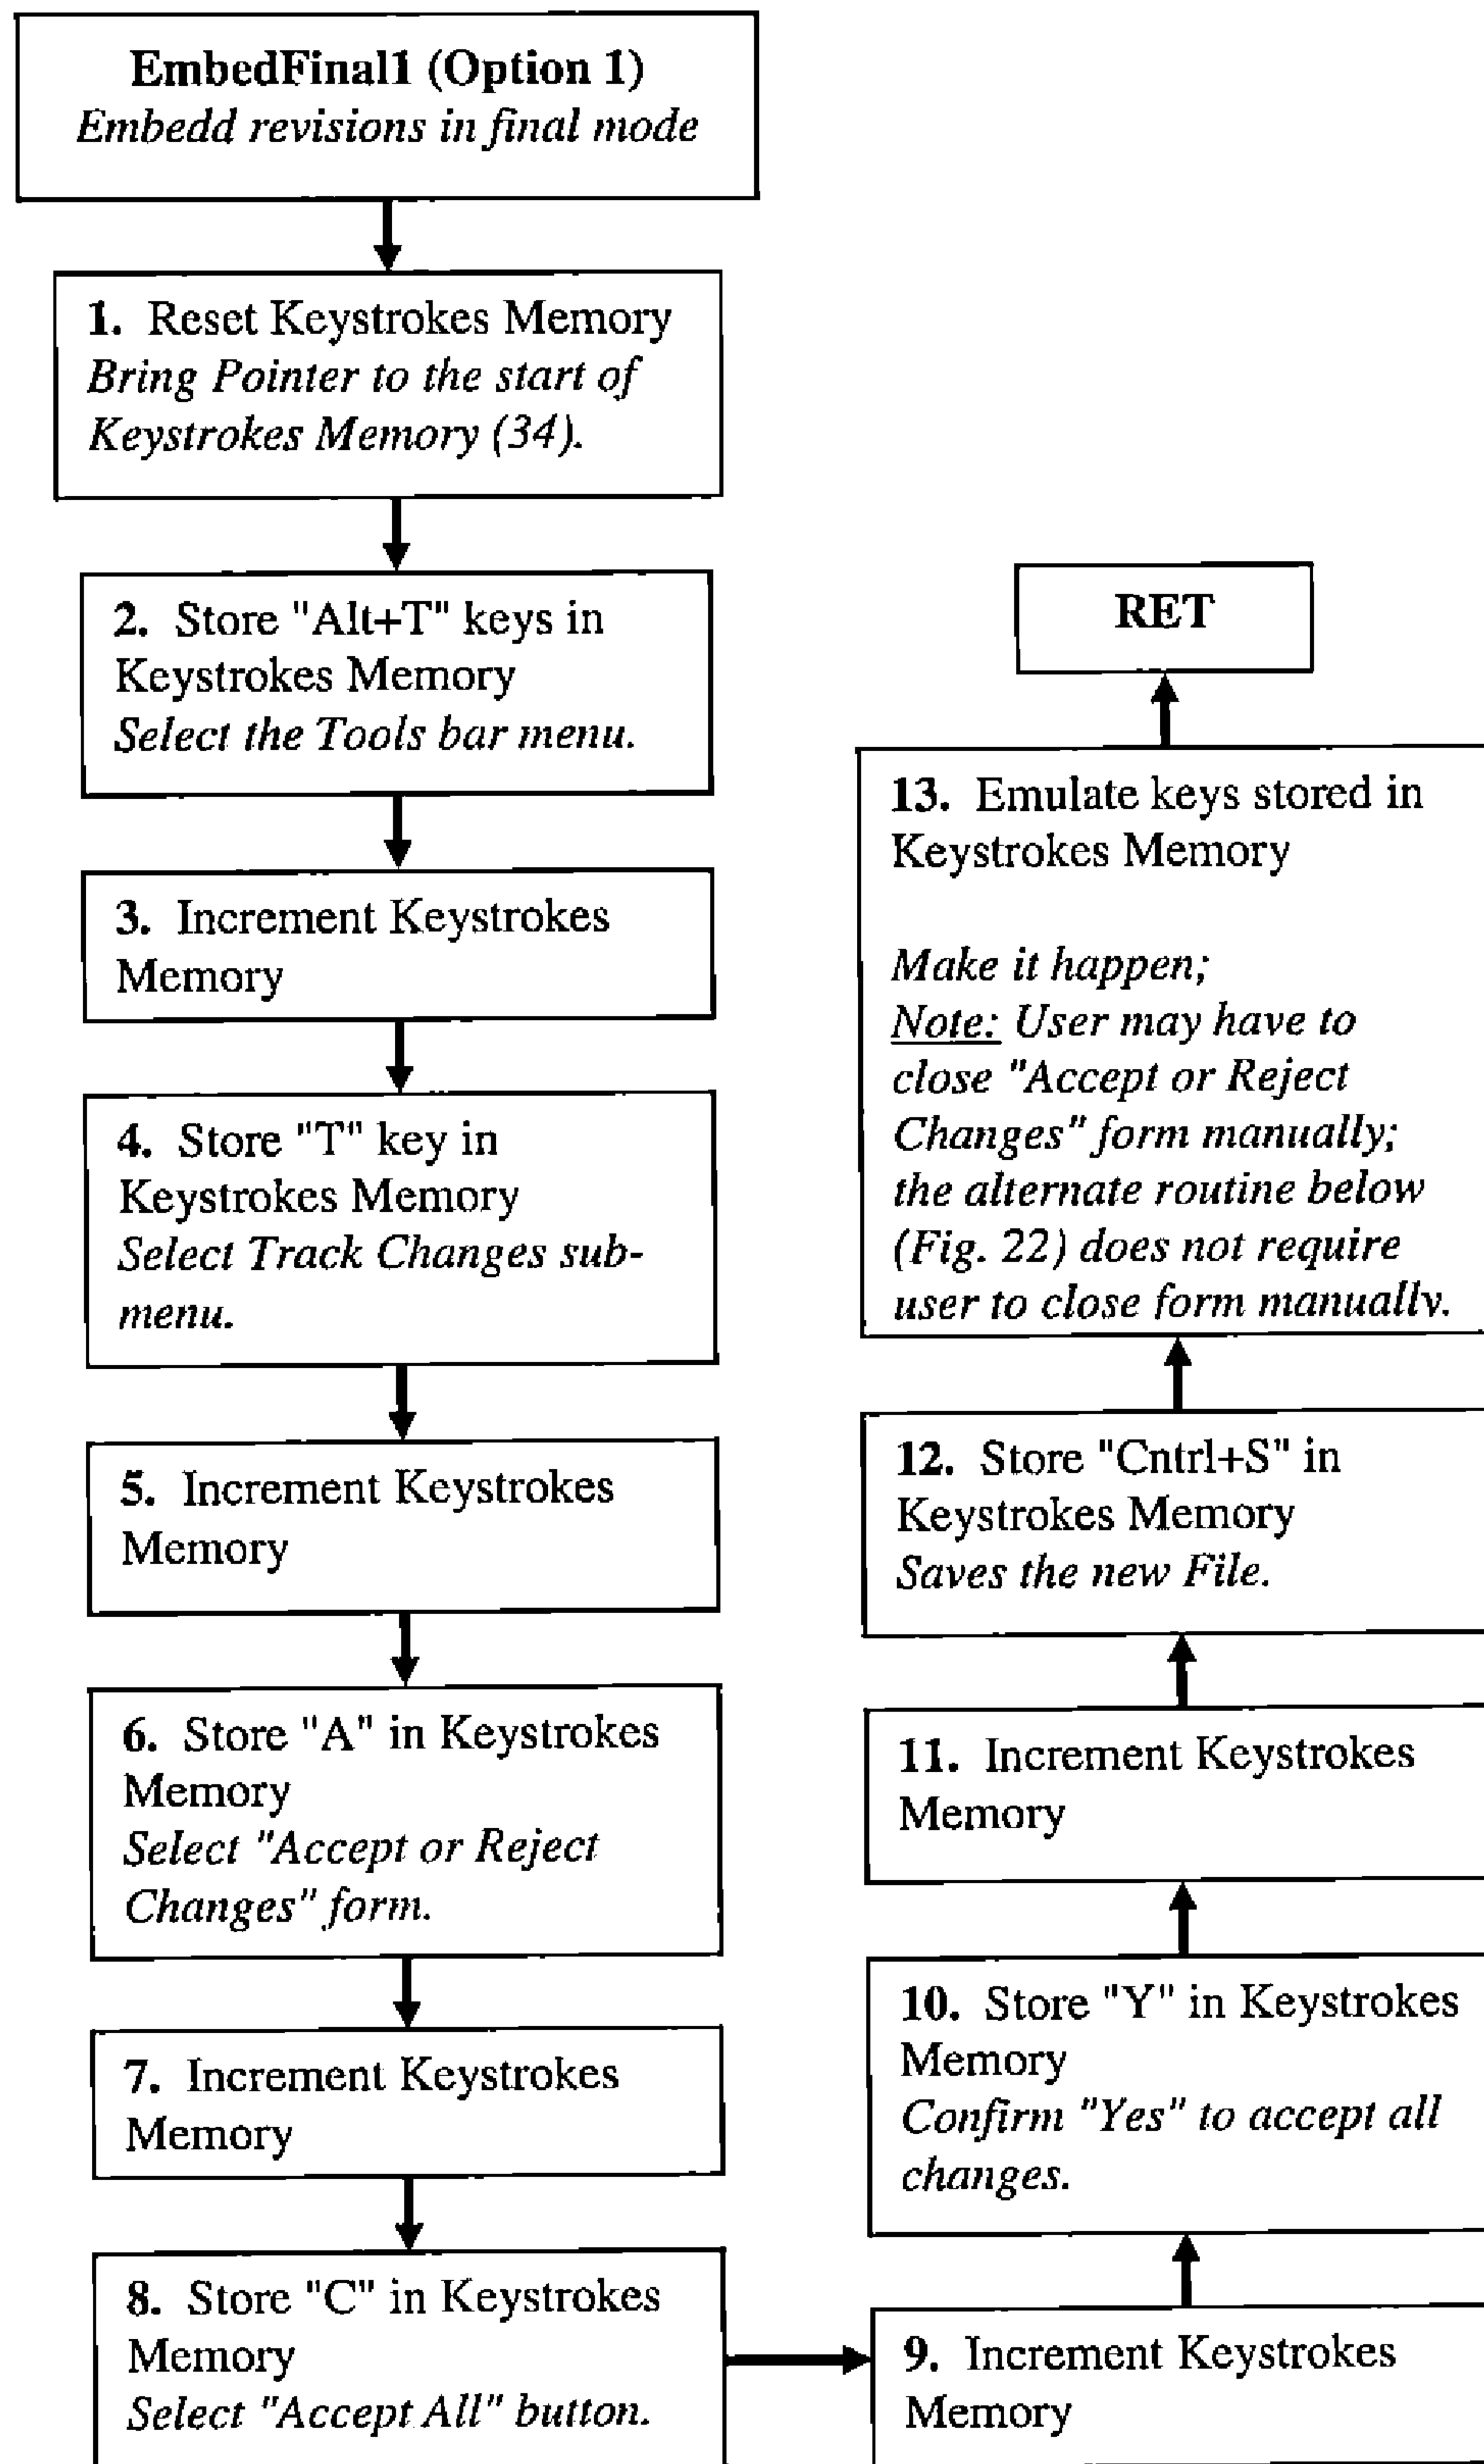 EmbedFinal1 (Option 1)
Embedd revisions in final mode
1. Reset Keystrokes Memory
Bring Pointer to the start of
Keystrokes Memory (34).
2. Store "Alt+T" keys in
Keystrokes Memory
Select the Tools bar menu.
3. Increment Keystrokes
Memory
4. Store "T" key in
Keystrokes Memory
Select Track Changes sub-
menu.
5. Increment Keystrokes
Memory
6. Store "A" in Keystrokes
Memory
Select "Accept or Reject
Changes" form.
7. Increment Keystrokes
Memory
8. Store "C" in Keystrokes
Memory
Select "Accept All" button.
9. Increment Keystrokes
Memory
10. Store "Y" in Keystrokes
Memory
Confirm "Yes" to accept all
changes.
11. Increment Keystrokes
Memory
12. Store "Cntrl+S" in
Keystrokes Memory
Saves the new File.
13. Emulate keys stored in
Keystrokes Memory
Make it happen;
Note: User may have to
close "Accept or Reject
Changes" form manually;
the alternate routine below
(Fig. 22) does not require
user to close form manually.
RET